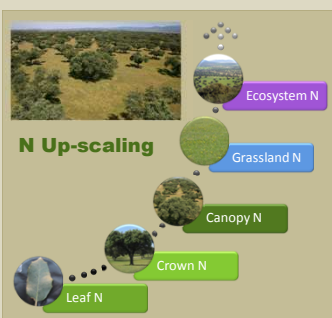 Ecosystem N
N Up-scaling
Grassland N
Canopy N
Crown N
Leaf N